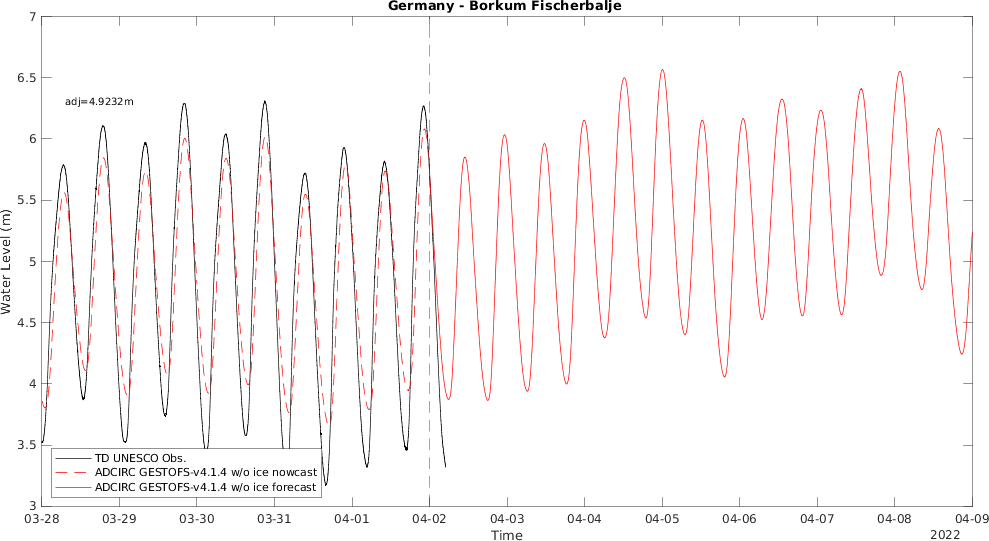 Germany - Borkum Fischerbalje
7
6.5
adj=4.9232m
6
5.5
5
Water Level (m)
4.5
4
3.5
3
TD UNESCO Obs.
ADCIRC GESTOFS-v4.1.4 w/o ice nowcast
ADCIRC GESTOFS-v4.1.4 w/o ice forecast
03-28 03-29 03-30 03-31 04-01 04-02 04-03 04-04 04-05 04-06 04-07 04-08 04-09
Time
2022